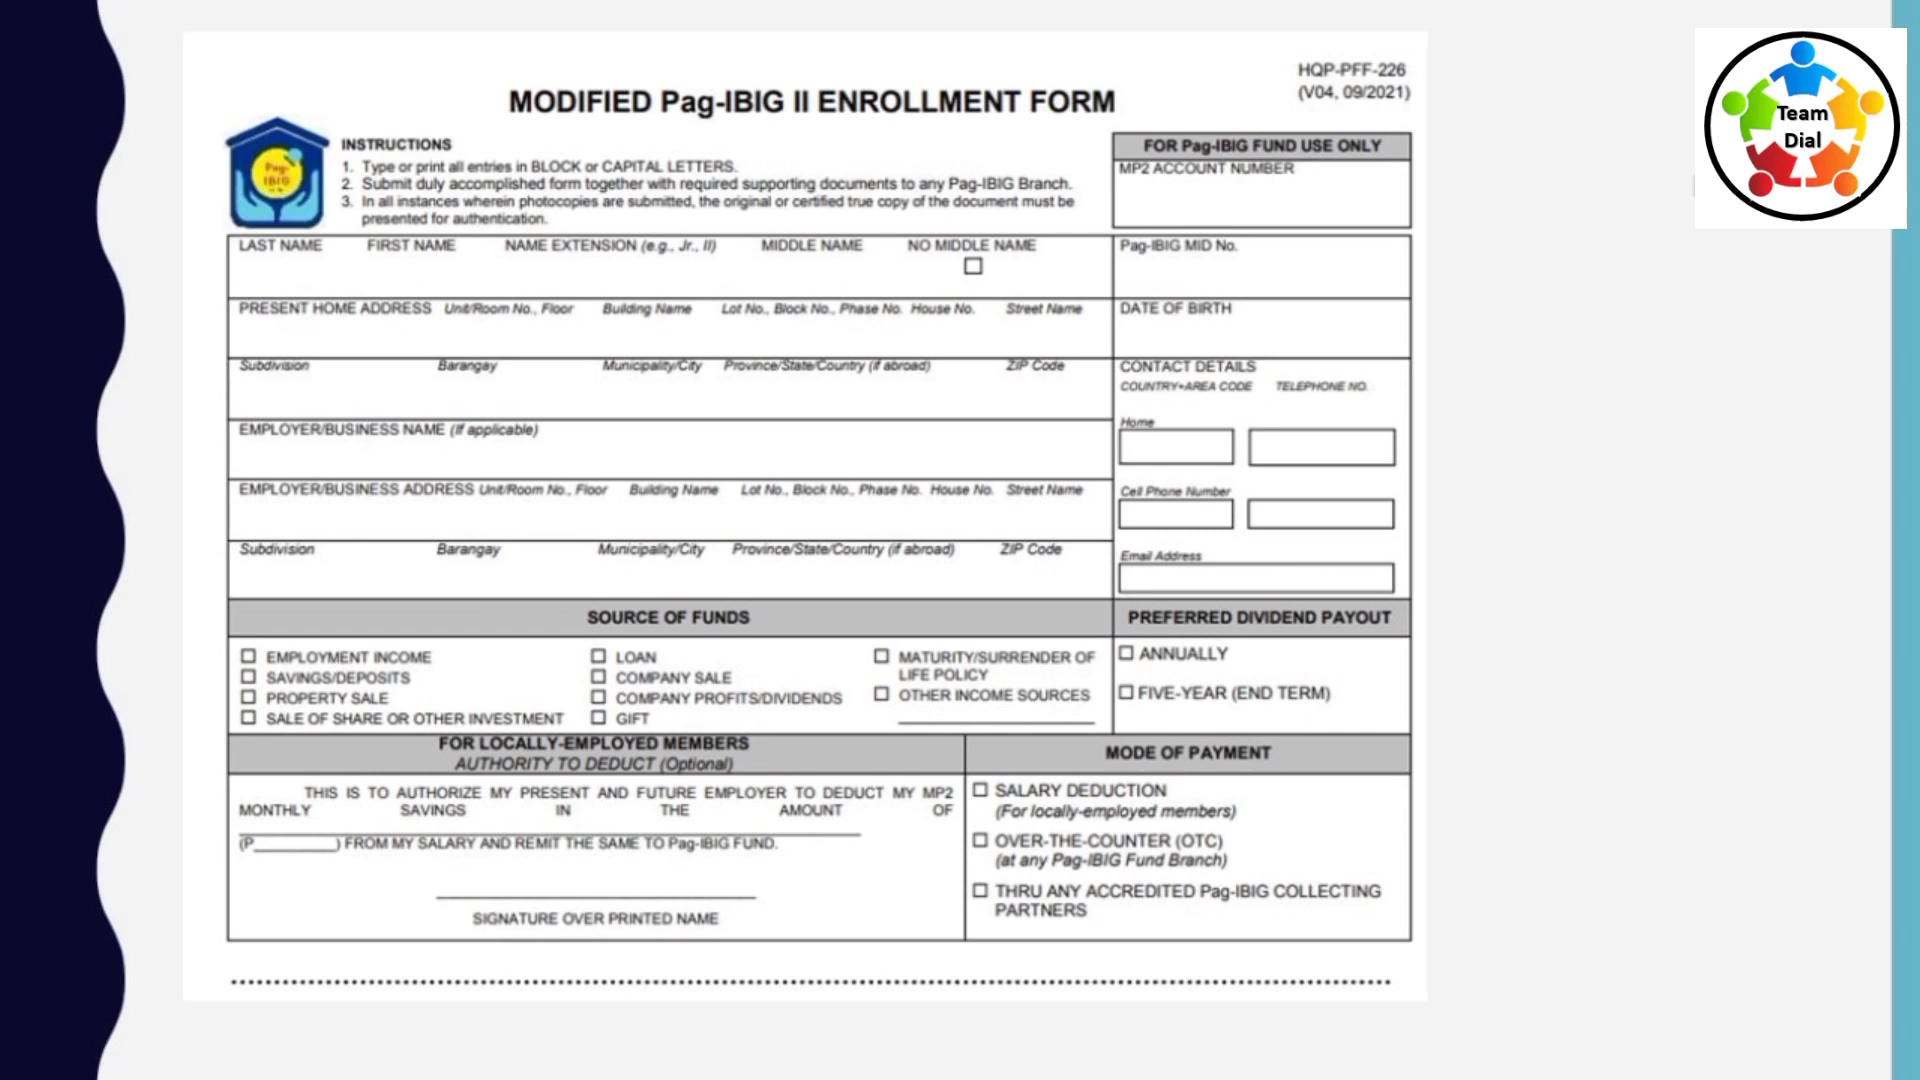 HQP-PFF-226
(V04, 09/2021)
MODIFIED Pag-IBIG II ENROLLMENT FORM
Team
Dial
Pag-
IBIG
INSTRUCTIONS
1. Type or print all entries in BLOCK or CAPITAL LETTERS.
2. Submit duly accomplished form together with required supporting documents to any Pag-IBIG Branch.
3. In all instances wherein photocopies are submitted, the original or certified true copy of the document must be
presented for authentication.
FOR Pag-IBIG FUND USE ONLY
MP2 ACCOUNT NUMBER
LAST NAME FIRST NAME NAME EXTENSION (e.g., Jr., II) MIDDLE NAME NO MIDDLE NAME
Pag-IBIG MID No.
PRESENT HOME ADDRESS Unit/Room No., Floor Building Name Lot No., Block No., Phase No. House No. Street Name
DATE OF BIRTH
Subdivision Barangay Municipality/City Province/State/Country (if abroad) ZIP Code
CONTACT DETAILS
COUNTRY+AREA CODE TELEPHONE NO.
Home
EMPLOYER/BUSINESS NAME (If applicable)
EMPLOYER/BUSINESS ADDRESS Unit/Room No., Floor Building Name Lot No., Block No., Phase No. House No. Street Name
Cell Phone Number
Subdivision Barangay Municipality/City Province/State/Country (if abroad) ZIP Code
Email Address
SOURCE OF FUNDS
EMPLOYMENT INCOME
SAVINGS/DEPOSITS
PROPERTY SALE
SALE OF SHARE OR OTHER INVESTMENT
LOAN
COMPANY SALE
COMPANY PROFITS/DIVIDENDS
GIFT
MATURITY/SURRENDER OF
LIFE POLICY
OTHER INCOME SOURCES
PREFERRED DIVIDEND PAYOUT
ANNUALLY
FIVE-YEAR (END TERM)
FOR LOCALLY-EMPLOYED MEMBERS
AUTHORITY TO DEDUCT (Optional)
THIS IS TO AUTHORIZE MY PRESENT AND FUTURE EMPLOYER TO DEDUCT MY MP2
MONTHLY SAVINGS IN THE AMOUNT OF
(P__________) FROM MY SALARY AND REMIT THE SAME TO Pag-IBIG FUND.
SIGNATURE OVER PRINTED NAME
MODE OF PAYMENT
SALARY DEDUCTION
(For locally-employed members)
OVER-THE-COUNTER (OTC)
(at any Pag-IBIG Fund Branch)
THRU ANY ACCREDITED Pag-IBIG COLLECTING
PARTNERS